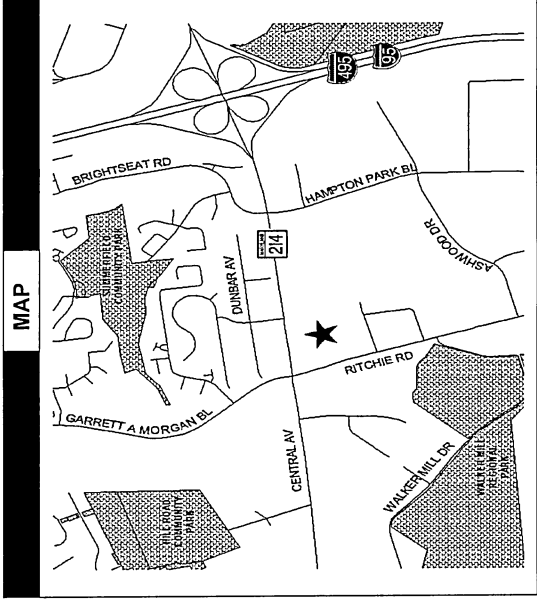 MAP
BRIGHTSEAT RD
SUMMERFIELD
COMMUNITY PARK
495
95
HAMPTON PARK BL
MARYLAND
214
DUNBAR AV
ASHWOOD DR
RITCHIE RD
GARRETT A MORGAN BL
CENTRAL AV
WALKER MILL DR
WALKER MILL
REGIONAL
PARK
HILL ROAD
COMMUNITY
PARK